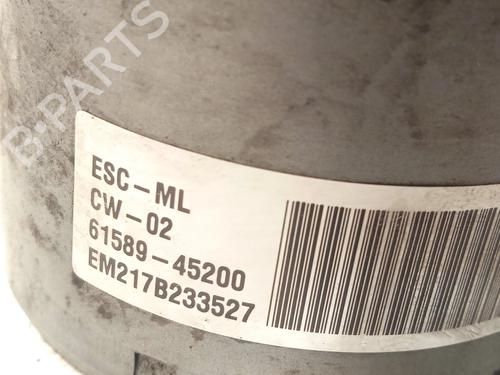 B-PARTS
ESC-ML
CW-02
61589-45200
EM217B233527